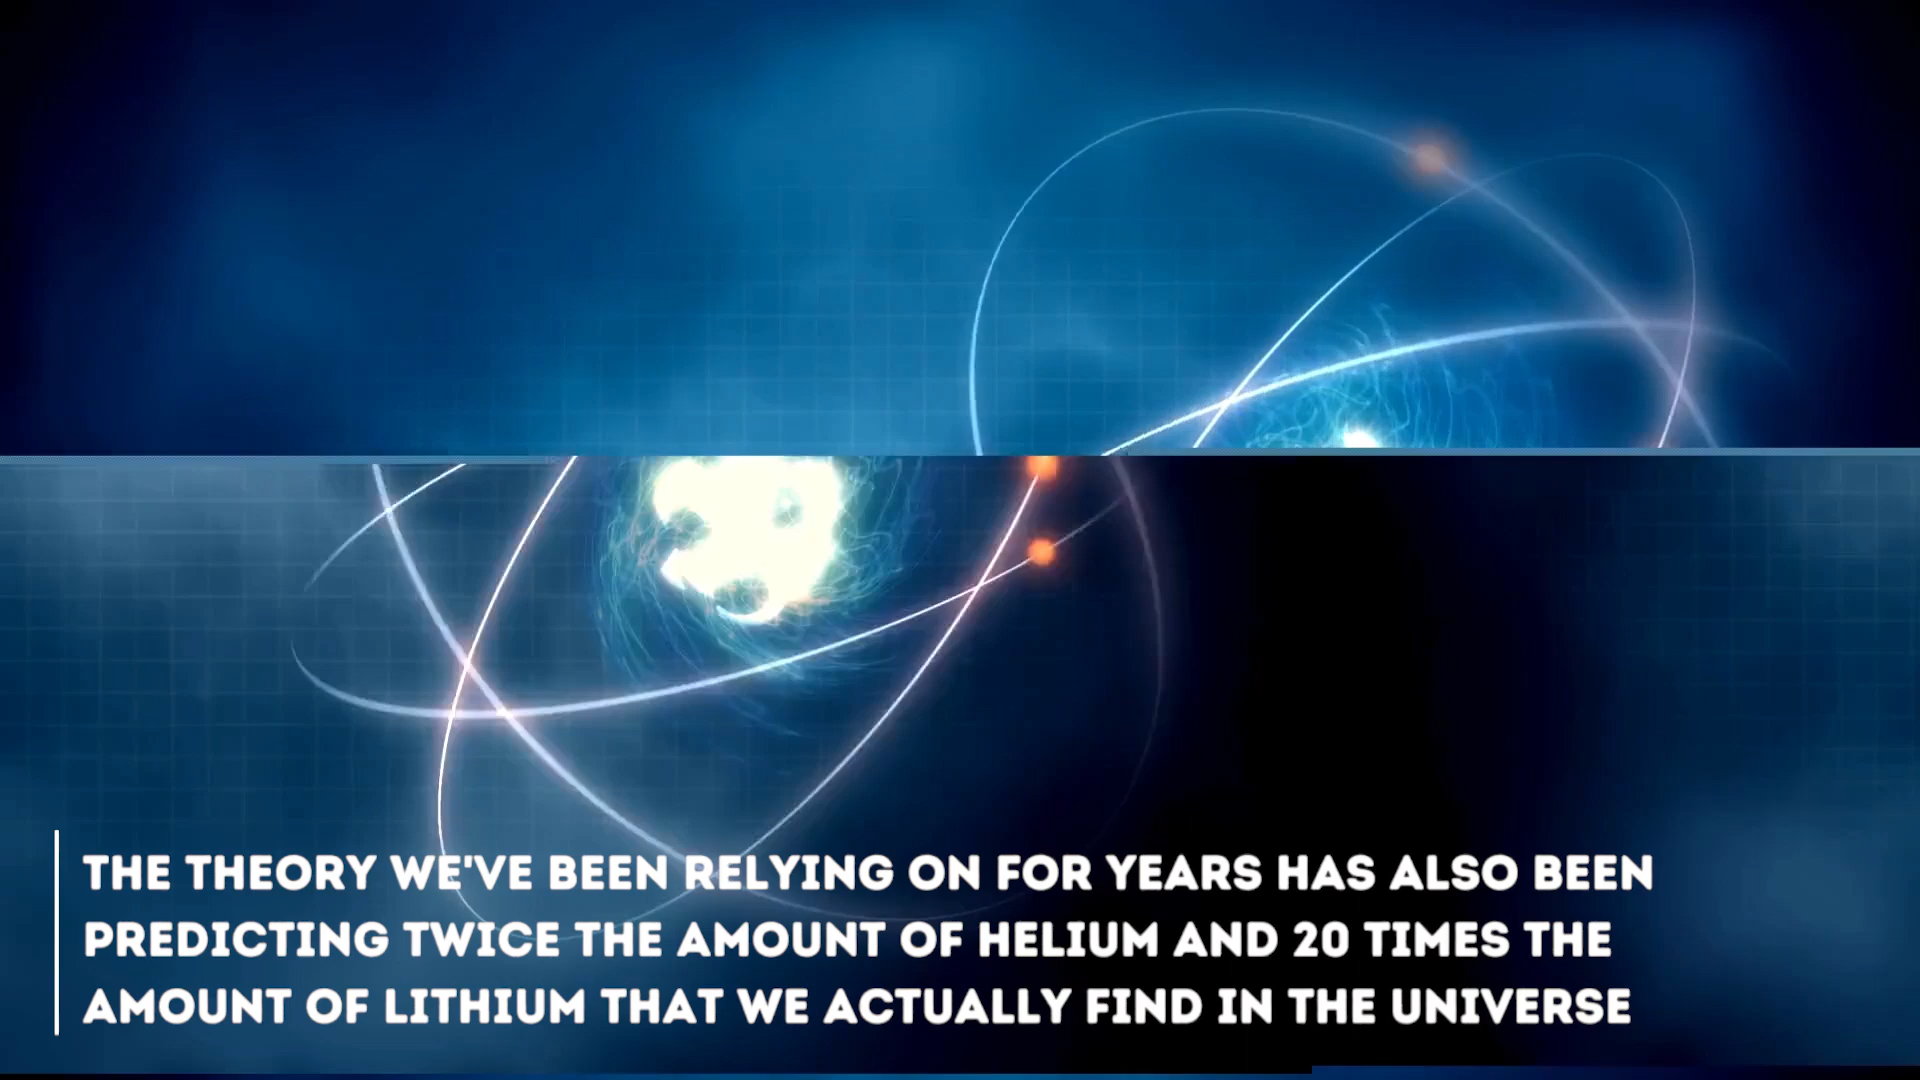 THE THEORY WE'VE BEEN RELYING ON FOR YEARS HAS ALSO BEEN
PREDICTING TWICE THE AMOUNT OF HELIUM AND 20 TIMES THE
AMOUNT OF LITHIUM THAT WE ACTUALLY FIND IN THE UNIVERSE